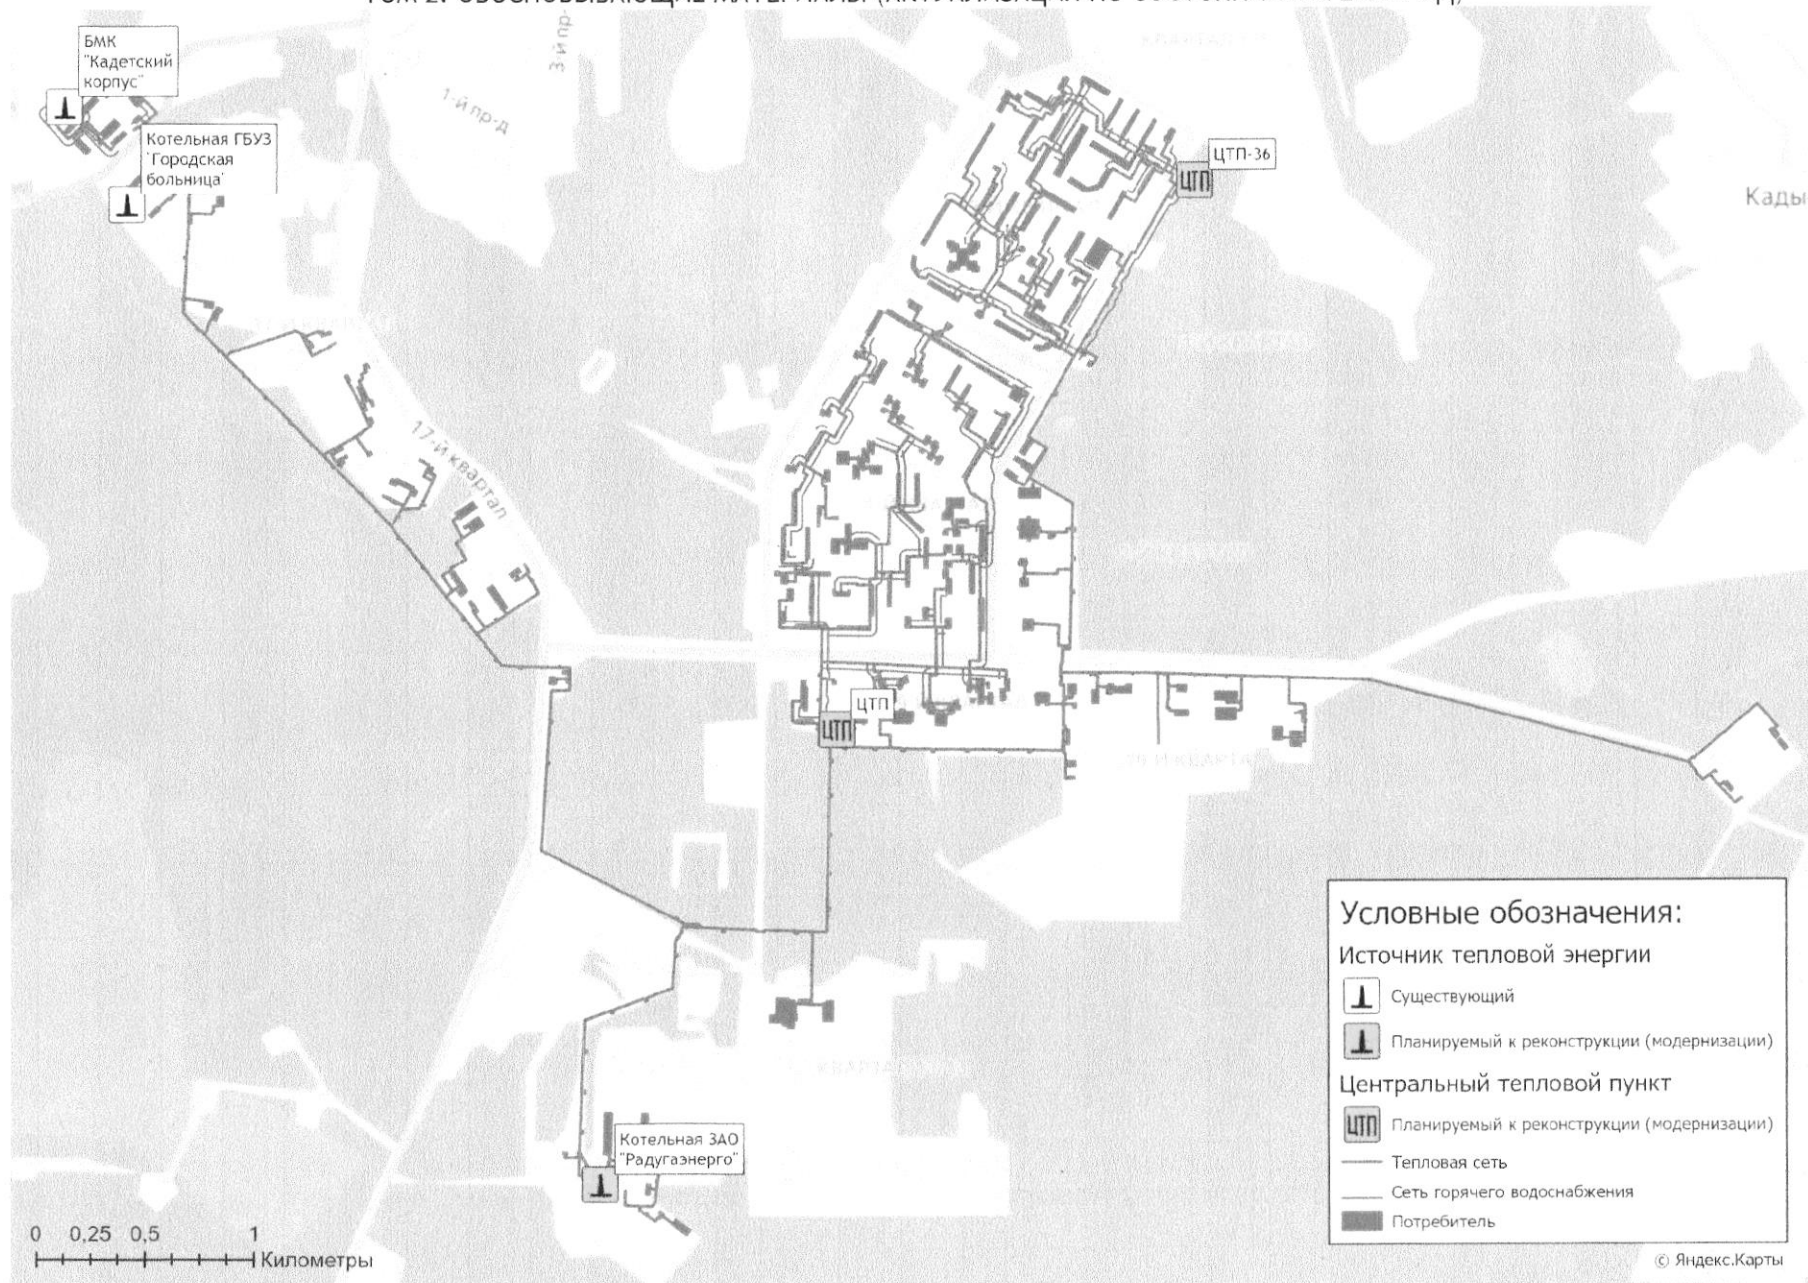 БМК
"Кадетский
корпус"
Котельная ГБУЗ
"Городская
больница"
3-й пр-
1-й пр-д
ЦТП-36
ЦТП
Кады
17-й квартал
ЦТП
ЦТП
Котельная ЗАО
"Радугаэнерго"
Условные обозначения:
Источник тепловой энергии
Существующий
Планируемый к реконструкции (модернизации)
Центральный тепловой пункт
ЦТП
Планируемый к реконструкции (модернизации)
Тепловая сеть
Сеть горячего водоснабжения
Потребитель
0 0,25 0,5 1
Километры
© Яндекс.Карты